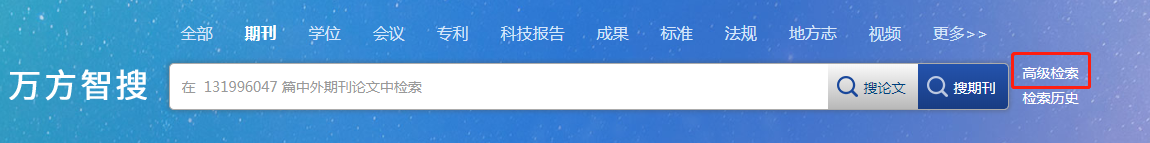 全部 期刊 学位 会议 专利 科技报告 成果 标准 法规 地方志 视频 更多>>
万方智搜 在 131996047 篇中外期刊论文中检索 搜论文 搜期刊 高级检索
检索历史